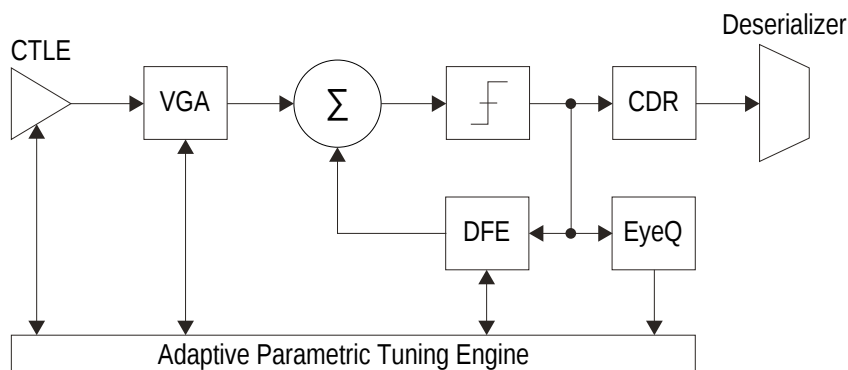 Deserializer
CTLE
VGA
Σ
CDR
DFE
EyeQ
Adaptive Parametric Tuning Engine